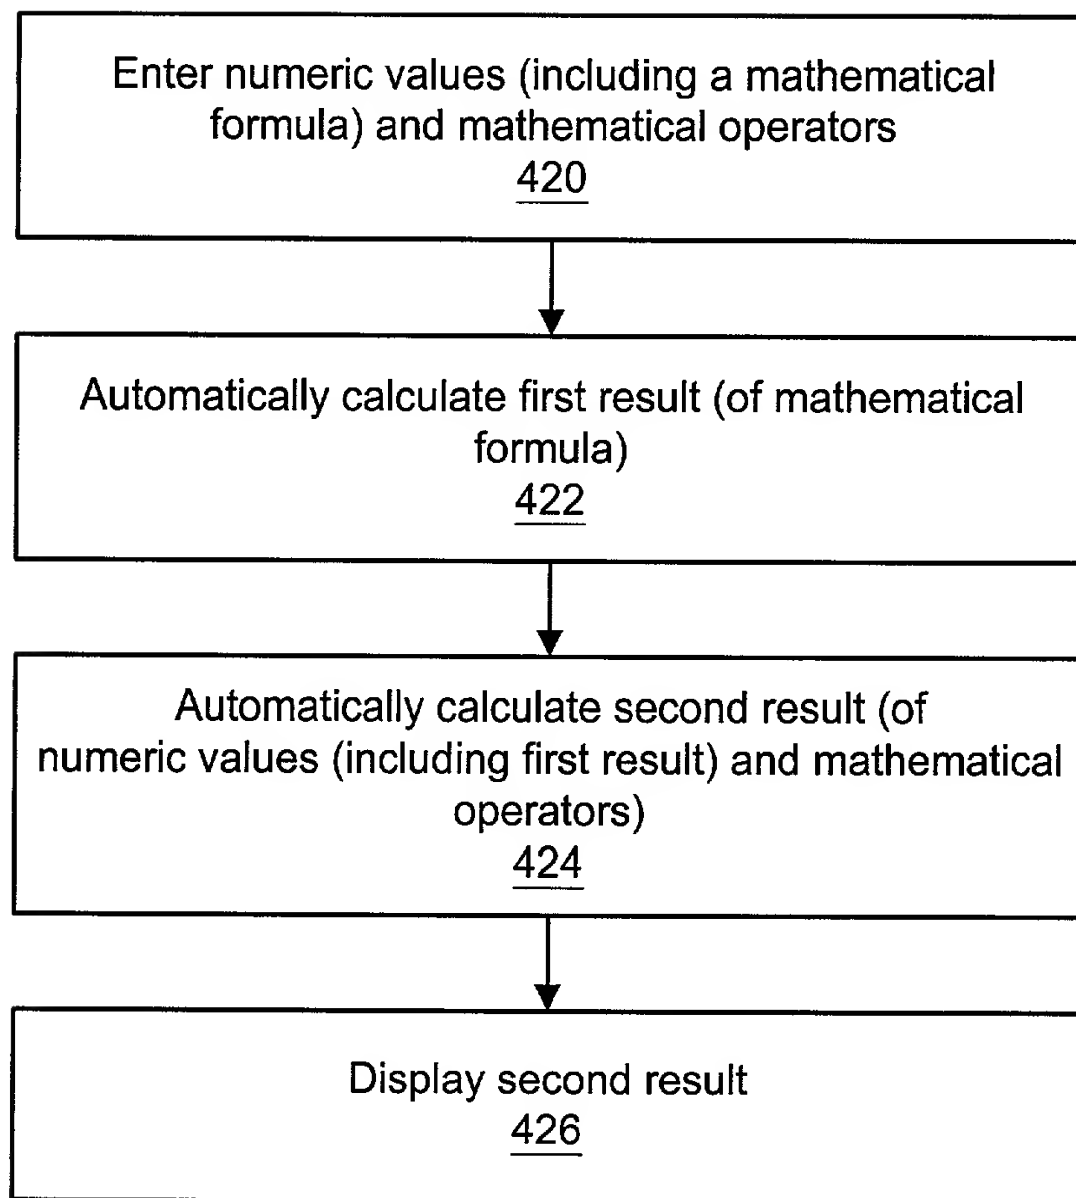 Enter numeric values (including a mathematical
formula) and mathematical operators
420
Automatically calculate first result (of mathematical
formula)
422
Automatically calculate second result (of
numeric values (including first result) and mathematical
operators)
424
Display second result
426